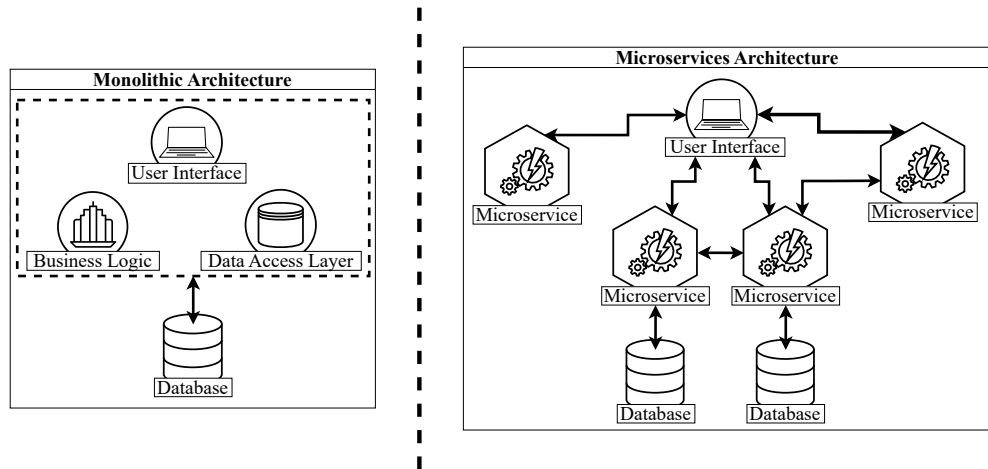 Monolithic Architecture
User Interface
Business Logic
Data Access Layer
Database
Microservices Architecture
User Interface
Microservice
Microservice
Microservice
Microservice
Database
Database